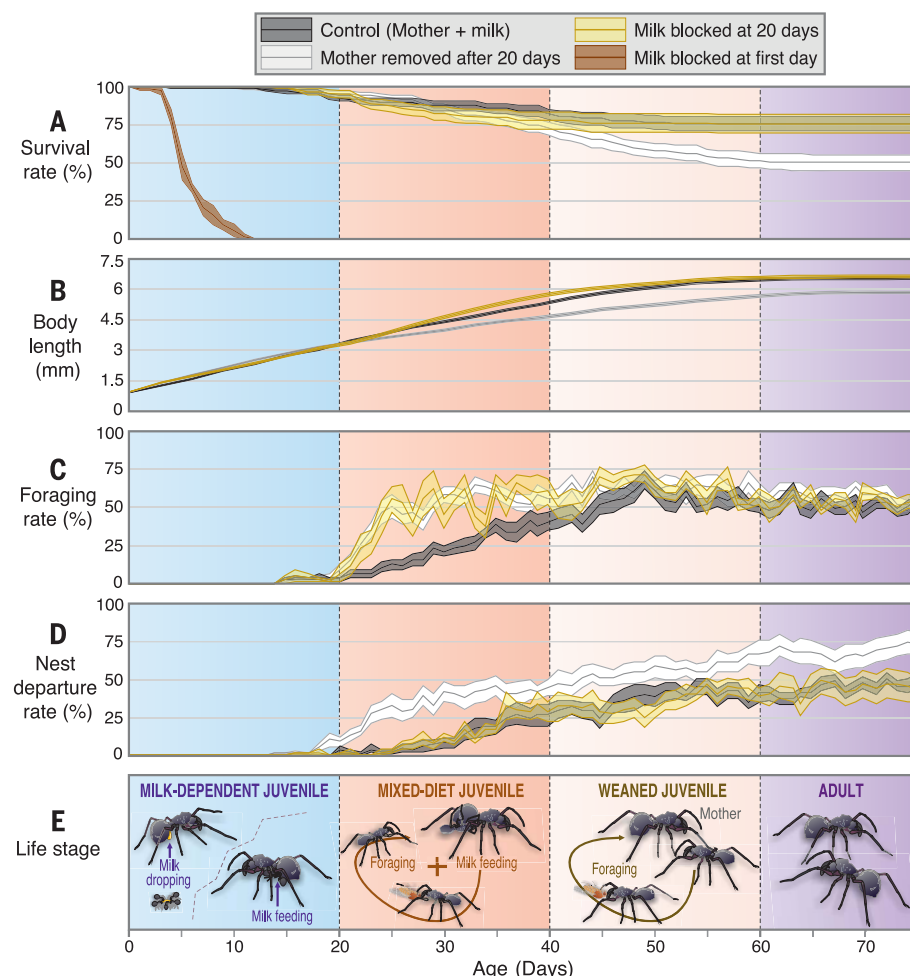 Control (Mother + milk)
Milk blocked at 20 days
Mother removed after 20 days
Milk blocked at first day
A
Survival
rate (%)
100
75
50
25
0
B
Body
length
(mm)
7.5
6
4.5
3
1.5
0
C
Foraging
rate (%)
100
75
50
25
0
D
Nest
departure
rate (%)
100
75
50
25
0
E
Life stage
MILK-DEPENDENT JUVENILE
Milk
dropping
Milk feeding
MIXED-DIET JUVENILE
Foraging
+
Milk feeding
WEANED JUVENILE
Mother
Foraging
ADULT
0 10 20 30 40 50 60 70
Age (Days)